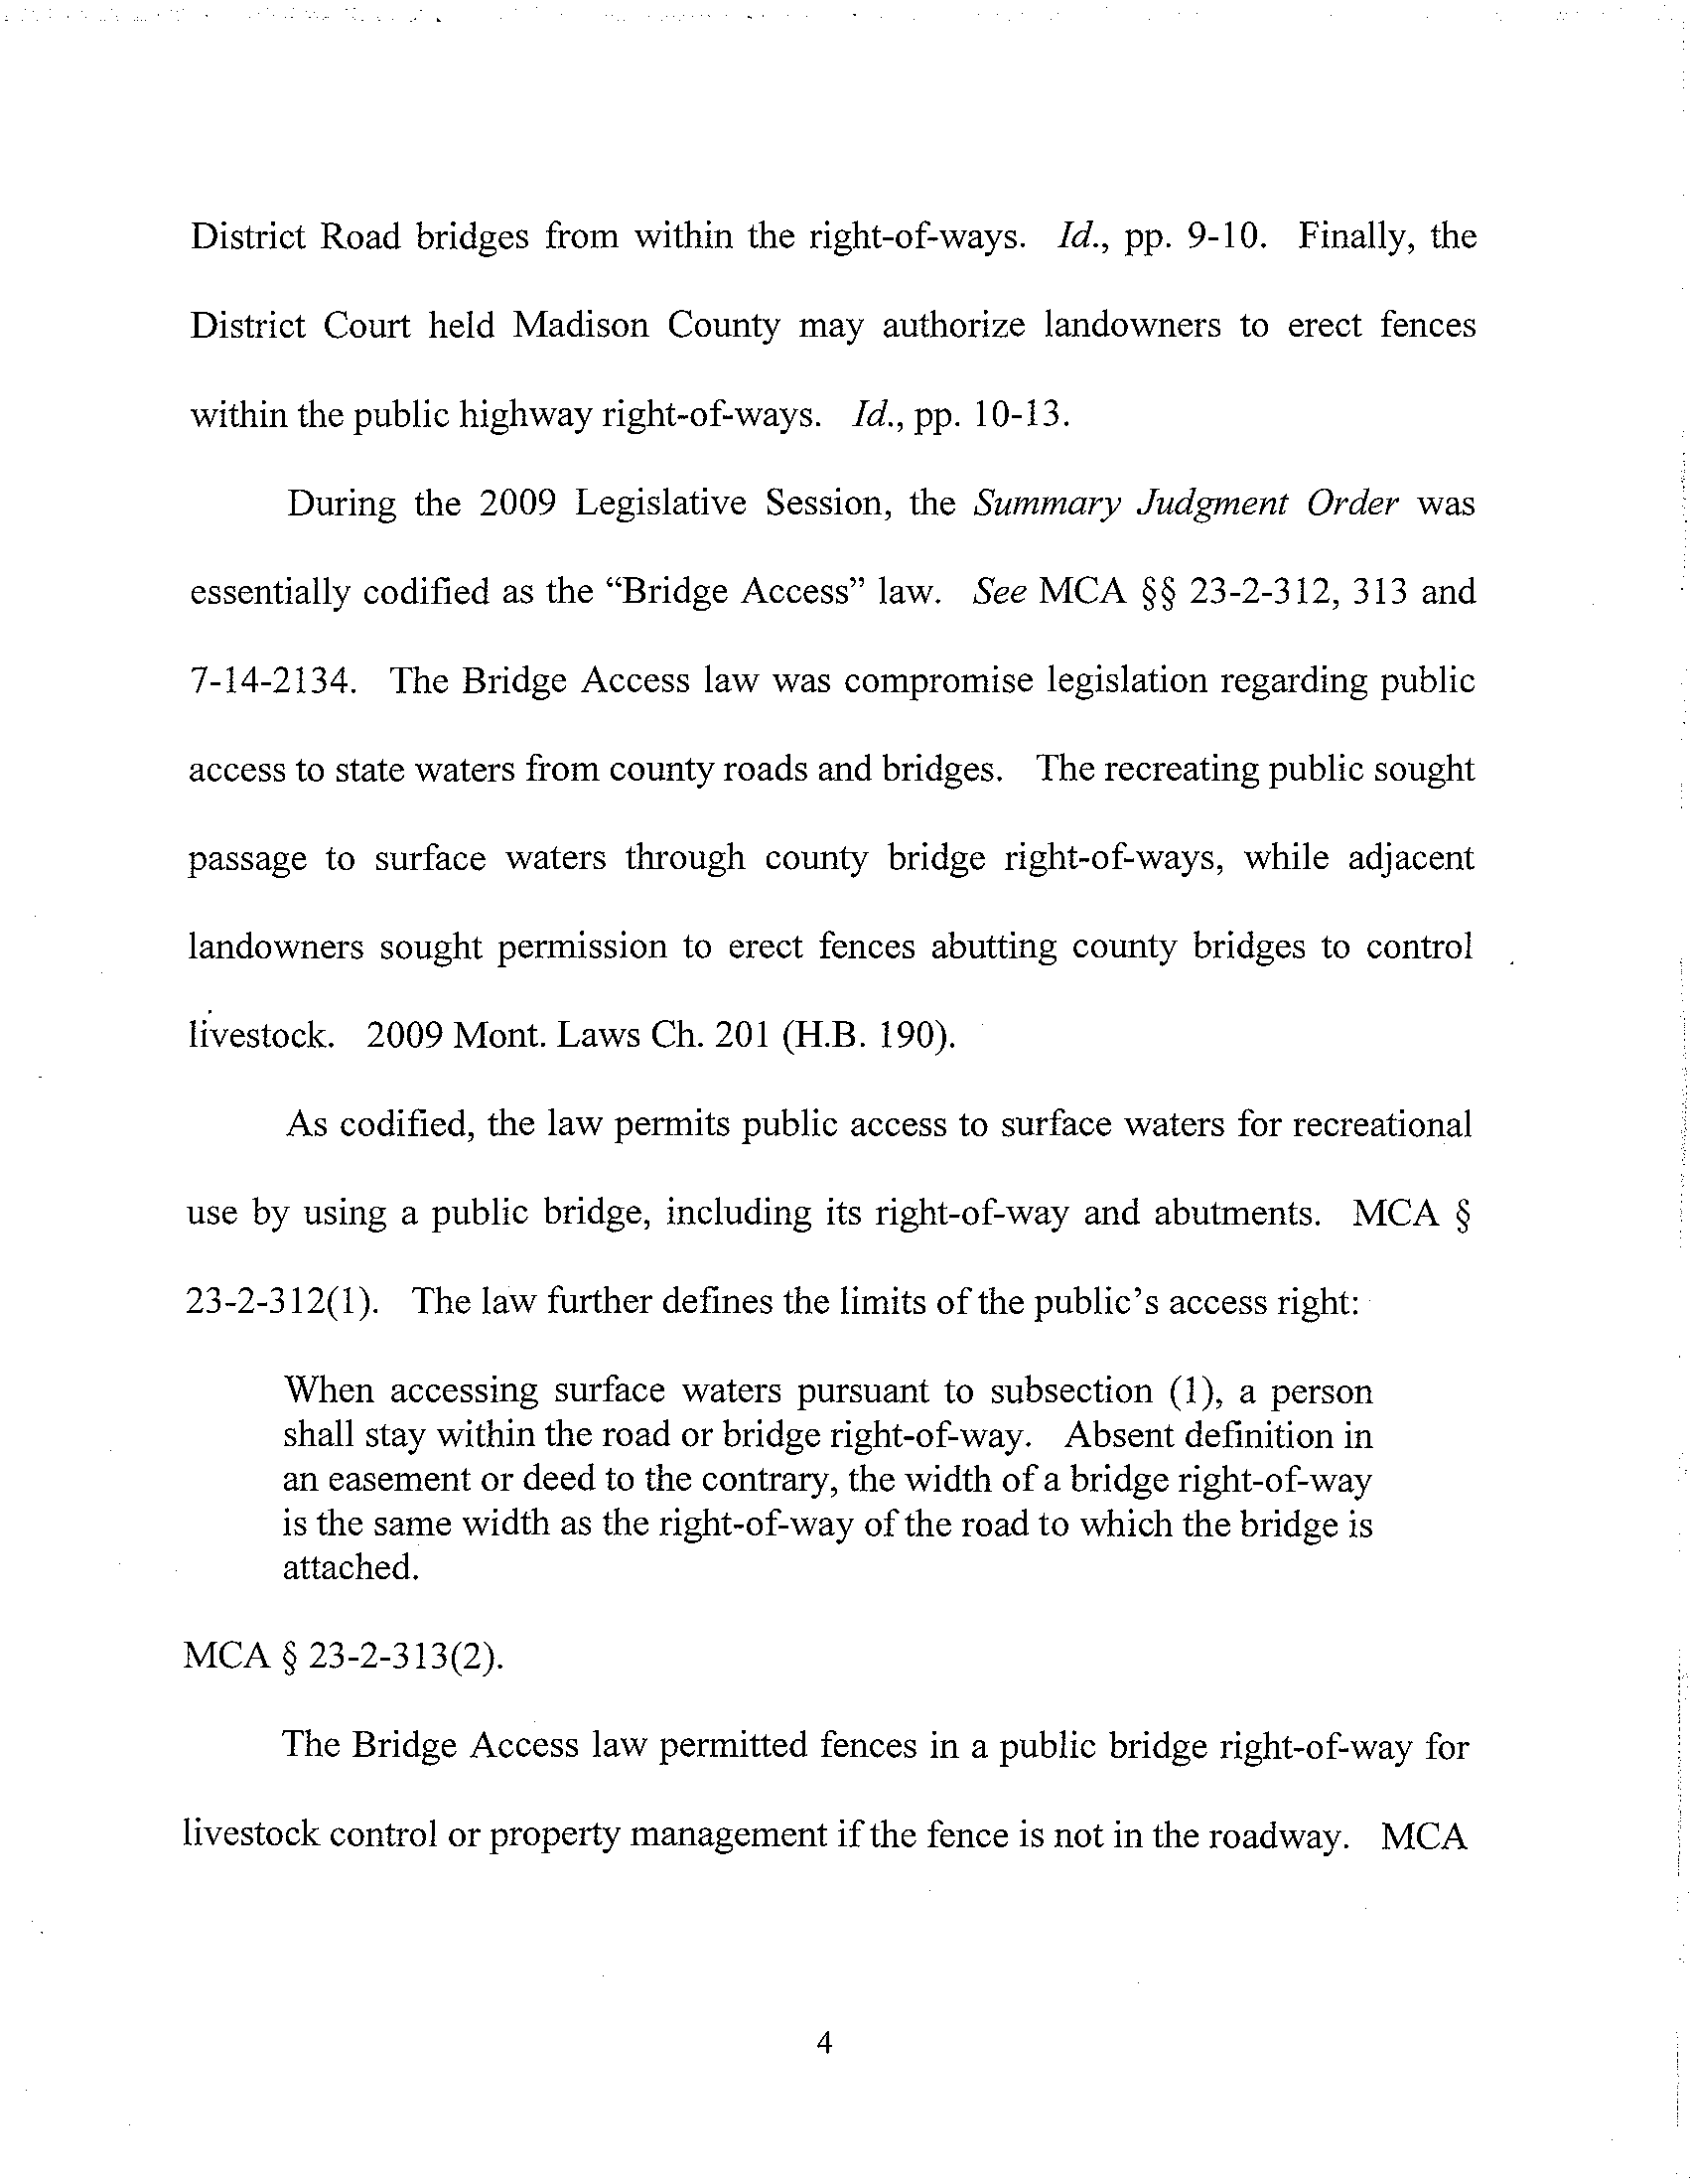 District Road bridges from within the right-of-ways. Id., pp. 9-10. Finally, the
District Court held Madison County may authorize landowners to erect fences
within the public highway right-of-ways. Id., pp. 10-13.
During the 2009 Legislative Session, the Summary Judgment Order was
essentially codified as the “Bridge Access” law. See MCA §§ 23-2-312, 313 and
7-14-2134. The Bridge Access law was compromise legislation regarding public
access to state waters from county roads and bridges. The recreating public sought
passage to surface waters through county bridge right-of-ways, while adjacent
landowners sought permission to erect fences abutting county bridges to control
livestock. 2009 Mont. Laws Ch. 201 (H.B. 190).
As codified, the law permits public access to surface waters for recreational
use by using a public bridge, including its right-of-way and abutments. MCA §
23-2-312(1). The law further defines the limits of the public’s access right:
When accessing surface waters pursuant to subsection (1), a person
shall stay within the road or bridge right-of-way. Absent definition in
an easement or deed to the contrary, the width of a bridge right-of-way
is the same width as the right-of-way of the road to which the bridge is
attached.
MCA § 23-2-313(2).
The Bridge Access law permitted fences in a public bridge right-of-way for
livestock control or property management if the fence is not in the roadway. MCA
4